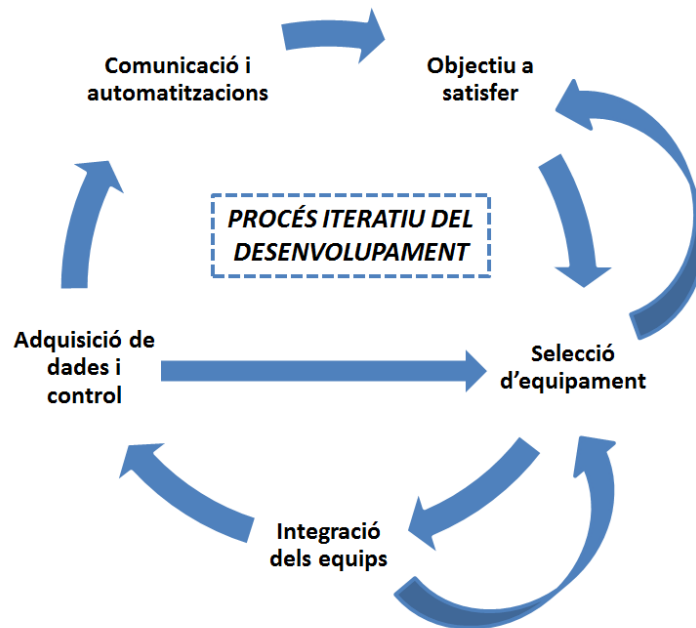 Comunicació i
automatitzacions
Objectiu a
satisfer
PROCÉS ITERATIU DEL
DESENVOLUPAMENT
Adquisició de
dades i
control
Selecció
d’equipament
Integració
dels equips